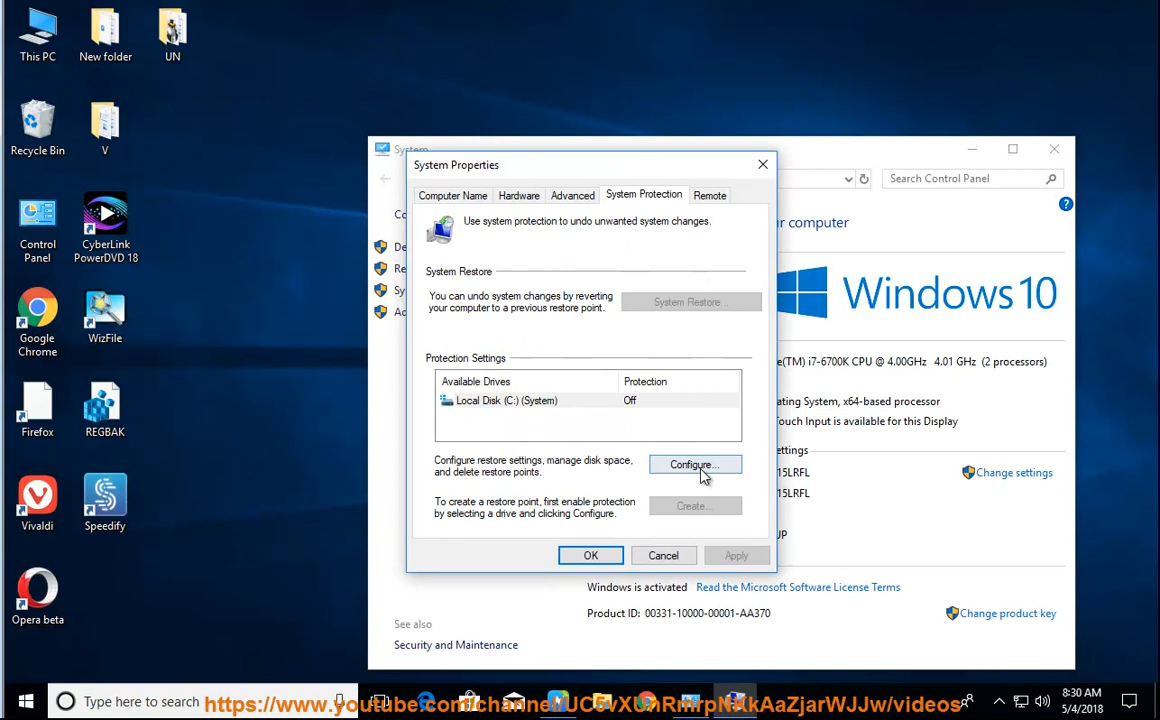 This PC
New folder
UN
Recycle Bin
V
Control
Panel
CyberLink
PowerDVD 18
Google
Chrome
WizFile
Firefox
REGBAK
Vivaldi
Speedify
Opera beta
System
Search Control Panel
System Properties
Computer Name
Hardware
Advanced
System Protection
Remote
Use system protection to undo unwanted system changes.
System Restore
You can undo system changes by reverting
your computer to a previous restore point.
System Restore...
Protection Settings
Available Drives
Protection
Local Disk (C:) (System)
Off
Configure restore settings, manage disk space,
and delete restore points.
Configure...
To create a restore point, first enable protection
by selecting a drive and clicking Configure.
Create...
OK
Cancel
Apply
ur computer
Windows 10
e(TM) i7-6700K CPU @ 4.00GHz 4.01 GHz (2 processors)
ating System, x64-based processor
Touch Input is available for this Display
ettings
15LRFL
Change settings
15LRFL
UP
Windows is activated Read the Microsoft Software License Terms
Product ID: 00331-10000-00001-AA370
Change product key
See also
Security and Maintenance
Type here to search
8:30 AM
5/4/2018